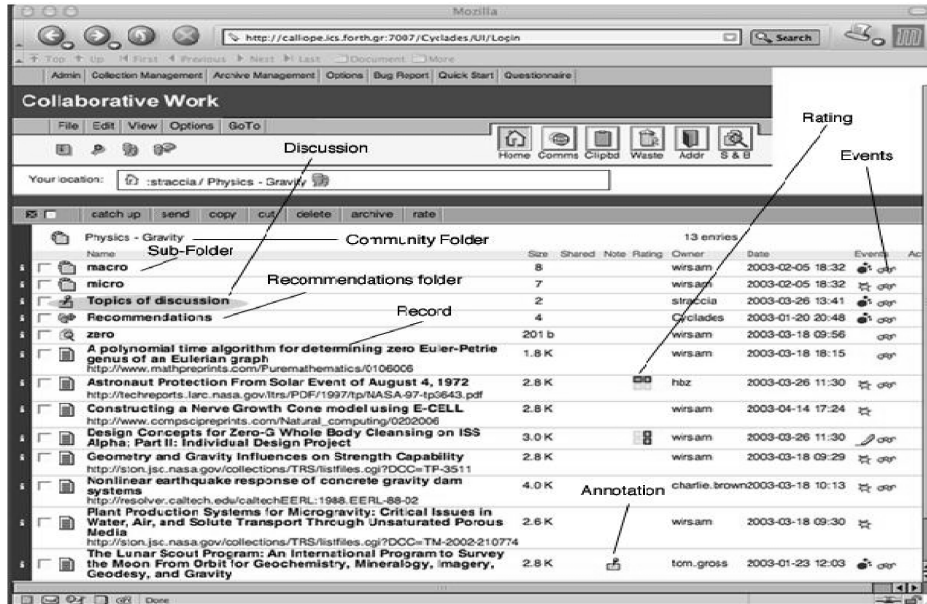 Mozilla
http://calliope.ics.forth.gr:7007/Cyclades/UI/Login Search
Top Up First Previous Next Last Document More
Admin Collection Management Archive Management Options Bug Report Quick Start Questionnaire
Collaborative Work
File Edit View Options GoTo
Rating
Discussion
Home Comms Clipbd Waste Addr S & B
Events
Your location: :straccia / Physics - Gravity
catch up send copy cut delete archive rate
Physics - Gravity Community Folder 13 entries
Sub-Folder
Name Size Shared Note Rating Owner Date Events Ac
macro 8 wirsam 2003-02-05 18:32
micro 7 wirsam 2003-02-05 18:32
Recommendations folder
Topics of discussion 2 straccia 2003-03-26 13:41
Recommendations 4 Cyclades 2003-01-20 20:48
Record
zero 201 b wirsam 2003-03-18 09:56
A polynomial time algorithm for determining zero Euler-Petrie 1.8 K wirsam 2003-03-18 18:15
genus of an Eulerian graph
http://www.mathpreprints.com/Puremathematics/0106006
Astronaut Protection From Solar Event of August 4, 1972 2.8 K hbz 2003-03-26 11:30
http://techreports.larc.nasa.gov/ltrs/PDF/1997/tp/NASA-97-tp3643.pdf
Constructing a Nerve Growth Cone model using E-CELL 2.8 K wirsam 2003-04-14 17:24
http://www.compscipreprints.com/Natural_computing/0202006
Design Concepts for Zero-G Whole Body Cleansing on ISS 3.0 K wirsam 2003-03-26 11:30
Alpha; Part II: Individual Design Project
Geometry and Gravity Influences on Strength Capability 2.8 K wirsam 2003-03-18 09:29
http://ston.jsc.nasa.gov/collections/TRS/listfiles.cgi?DCC=TP-3511
Nonlinear earthquake response of concrete gravity dam 4.0 K charlie.brown 2003-03-18 10:13
systems
Annotation
http://resolver.caltech.edu/caltechEERL:1988.EERL-88-02
Plant Production Systems for Microgravity: Critical Issues in
Water, Air, and Solute Transport Through Unsaturated Porous 2.6 K wirsam 2003-03-18 09:30
Media
http://ston.jsc.nasa.gov/collections/TRS/listfiles.cgi?DCC=TM-2002-210774
The Lunar Scout Program: An International Program to Survey
the Moon From Orbit for Geochemistry, Mineralogy, Imagery, 2.8 K tom.gross 2003-01-23 12:03
Geodesy, and Gravity
Done